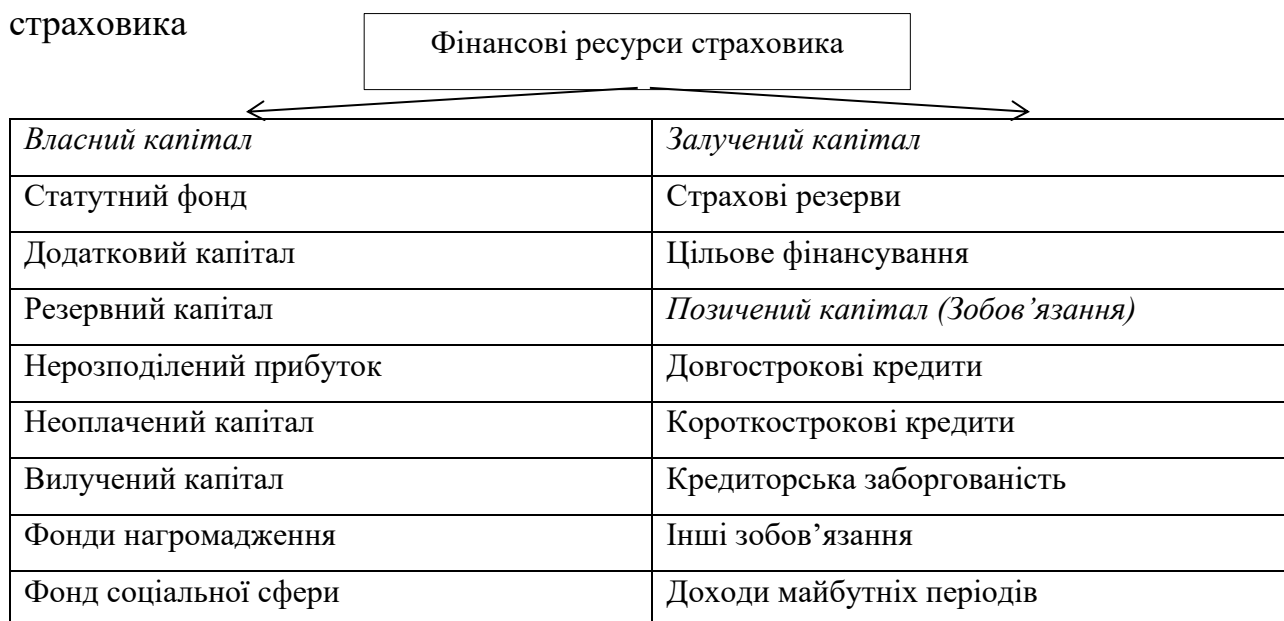 страховика
Фінансові ресурси страховика
Власний капітал Залучений капітал
Статутний фонд Страхові резерви
Додатковий капітал Цільове фінансування
Резервний капітал Позичений капітал (Зобов’язання)
Нерозподілений прибуток Довгострокові кредити
Неоплачений капітал Короткострокові кредити
Вилучений капітал Кредиторська заборгованість
Фонди нагромадження Інші зобов’язання
Фонд соціальної сфери Доходи майбутніх періодів